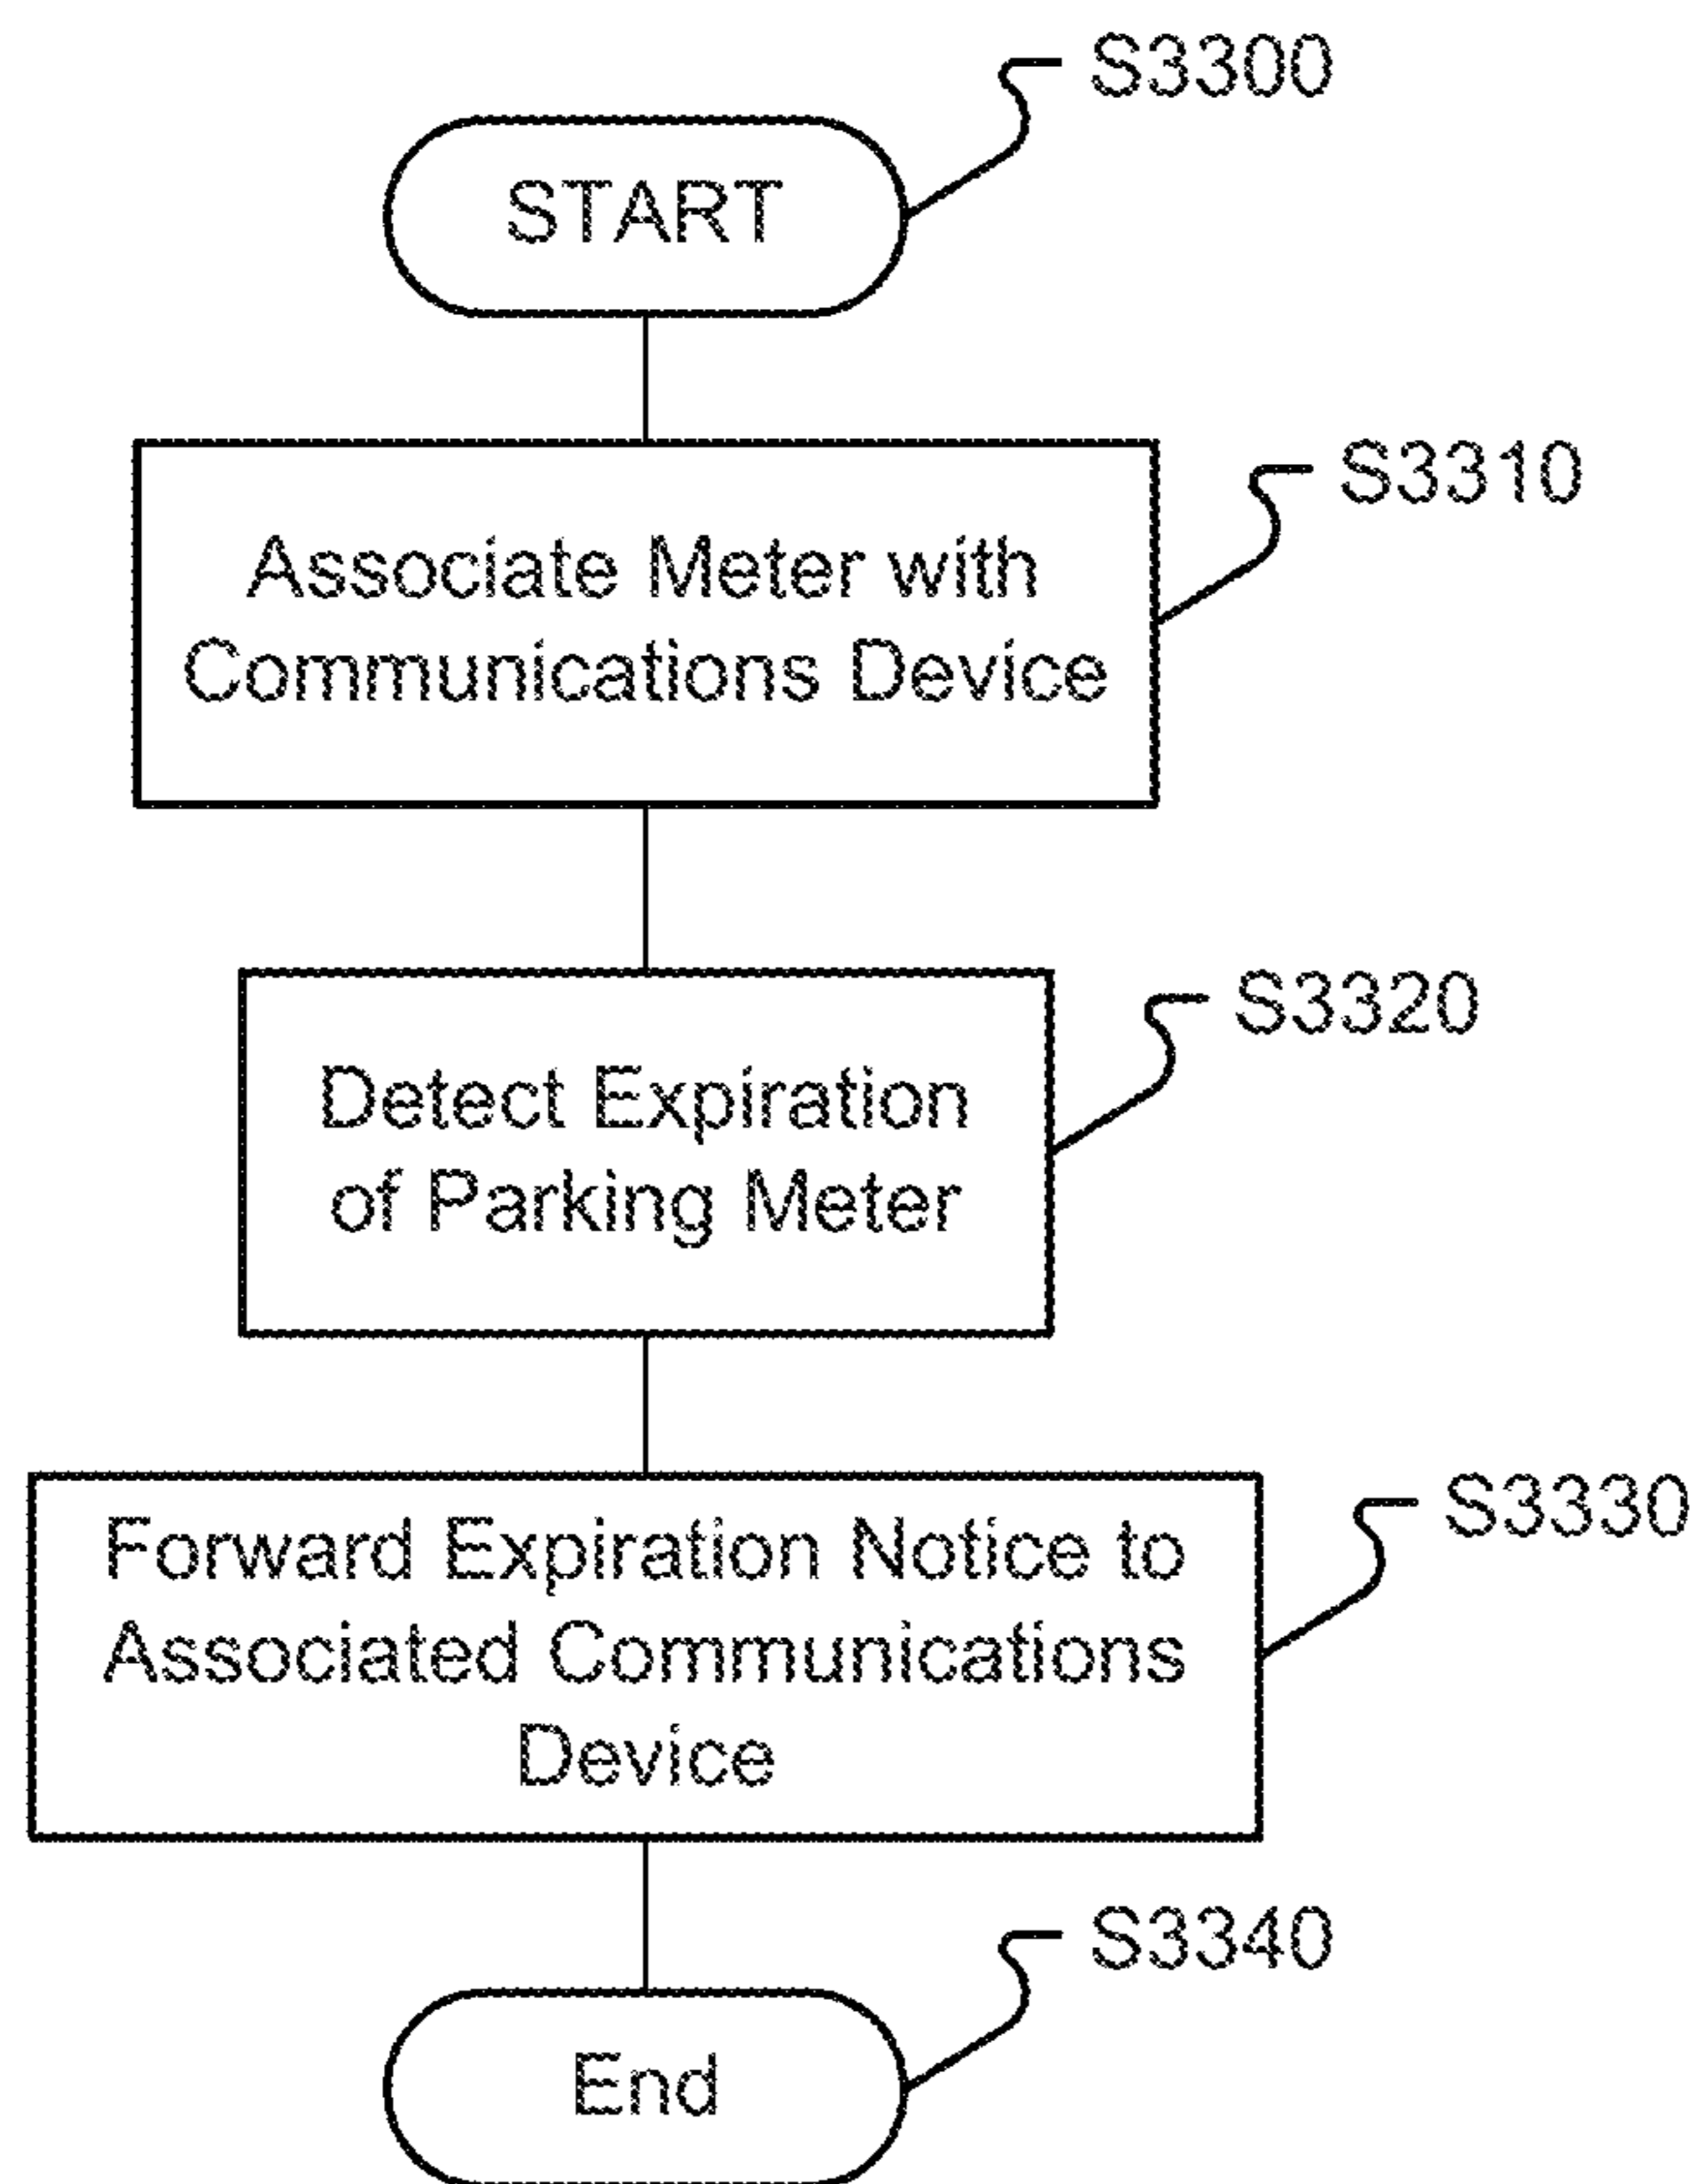 S3300
START
S3310
Associate Meter with
Communications Device
S3320
Detect Expiration
of Parking Meter
S3330
Forward Expiration Notice to
Associated Communications
Device
S3340
End